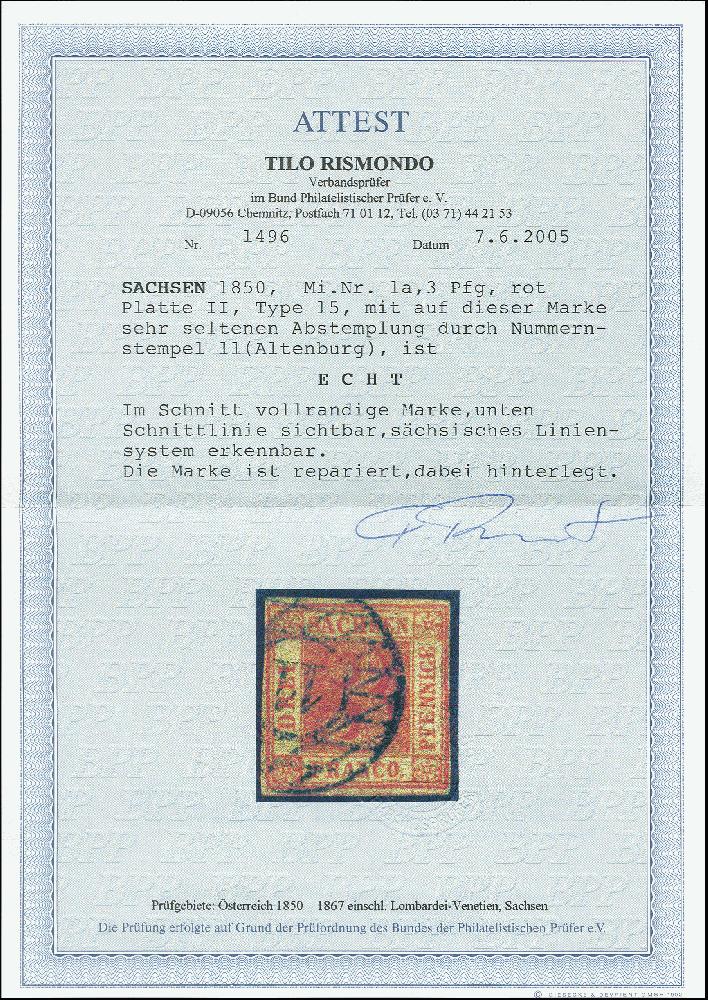 ATTEST
TILO RISMONDO
Verbandsprüfer
im Bund Philatelistischer Prüfer e. V.
D-09056 Chemnitz, Postfach 71 01 12, Tel. (03 71) 44 21 53
Nr. 1496 Datum 7.6.2005
SACHSEN 1850, Mi.Nr. 1a,3 Pfg, rot
Platte II, Type 15, mit auf dieser Marke
sehr seltenen Abstemplung durch Nummern-
stempel 11(Altenburg), ist
E C H T
Im Schnitt vollrandige Marke,unten
Schnittlinie sichtbar,sächsisches Linien-
system erkennbar.
Die Marke ist repariert,dabei hinterlegt.
SACHSEN
PFENNIGE
FRANCO
Prüfgebiete: Österreich 1850 1867 einschl. Lombardei-Venetien, Sachsen
Die Prüfung erfolgte auf Grund der Prüfordnung des Bundes der Philatelistischen Prüfer e.V.
© GIESECKE & DEVRIENT GMBH